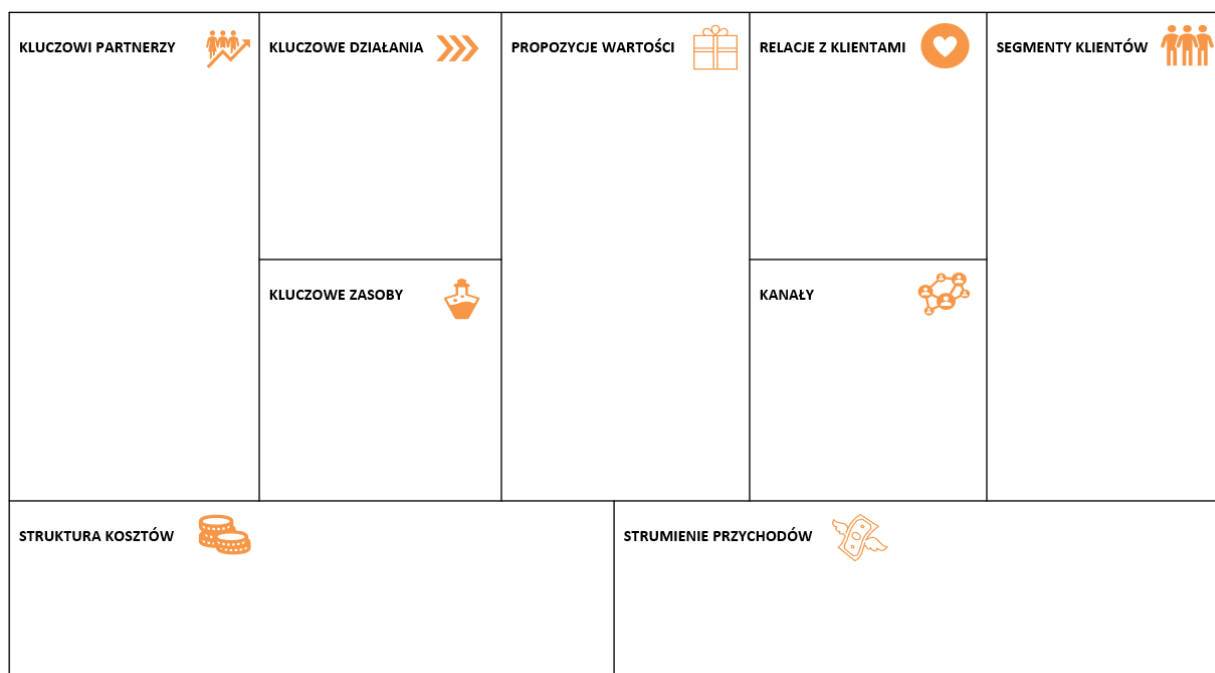 KLUCZOWI PARTNERZY
KLUCZOWE DZIAŁANIA
PROPOZYCJE WARTOŚCI
RELACJE Z KLIENTAMI
SEGMENTY KLIENTÓW
KLUCZOWE ZASOBY
KANAŁY
STRUKTURA KOSZTÓW
STRUMIENIE PRZYCHODÓW